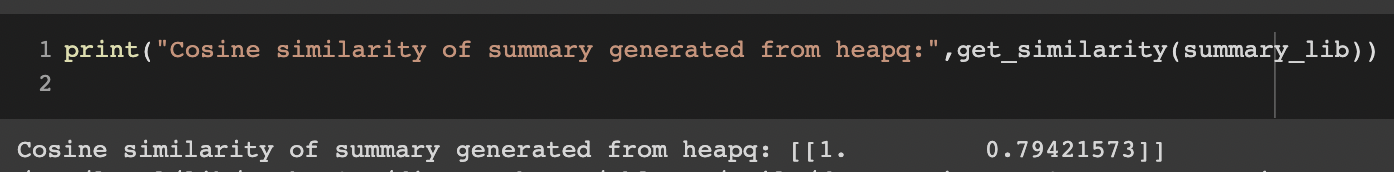 1 print("Cosine similarity of summary generated from heapq:",get_similarity(summary_lib))
2
Cosine similarity of summary generated from heapq: [[1.         0.79421573]]